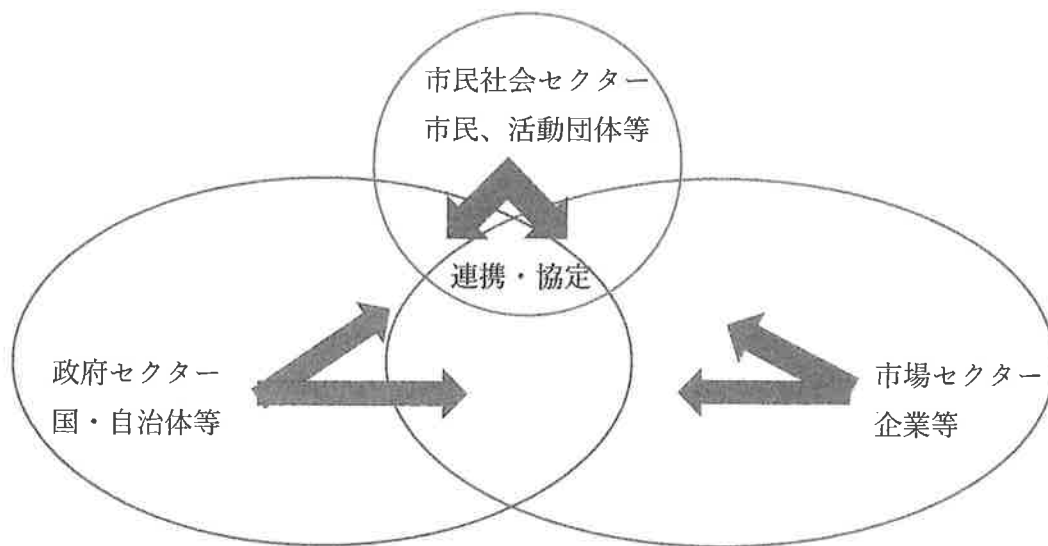 市民社会セクター
市民、活動団体等
連携・協定
政府セクター
国・自治体等
市場セクター
企業等